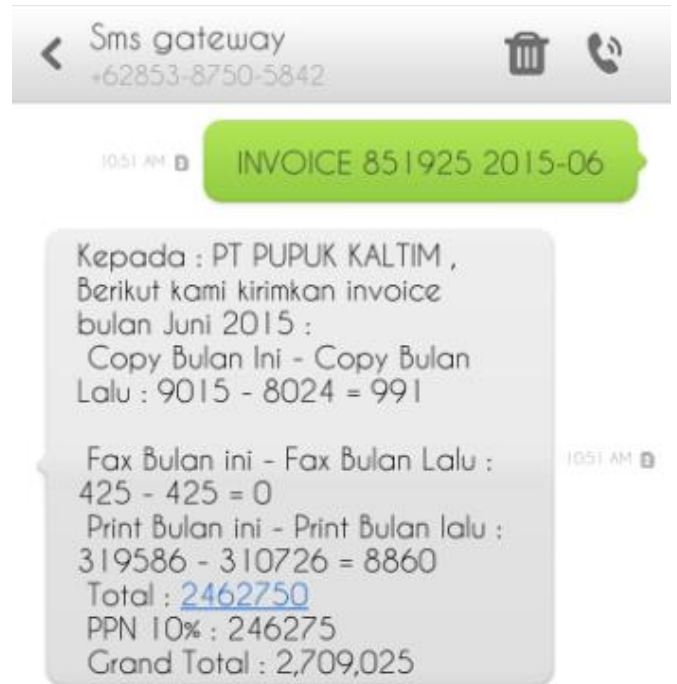 Sms gateway
+62853-8750-5842
10:51 AM
INVOICE 851925 2015-06
Kepada : PT PUPUK KALTIM ,
Berikut kami kirimkan invoice
bulan Juni 2015 :
Copy Bulan Ini - Copy Bulan
Lalu : 9015 - 8024 = 991
Fax Bulan ini - Fax Bulan Lalu :
425 - 425 = 0
10:51 AM
Print Bulan ini - Print Bulan lalu :
319586 - 310726 = 8860
Total : 2462750
PPN 10% : 246275
Grand Total : 2,709,025